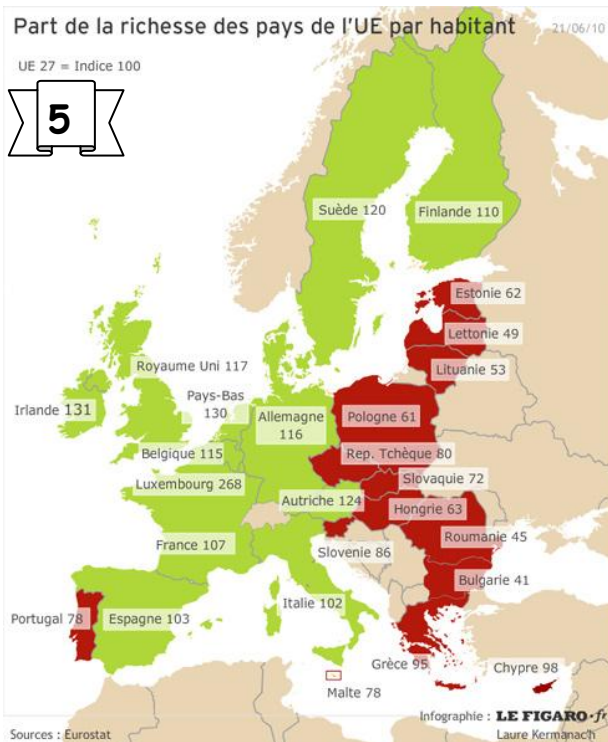 Part de la richesse des pays de l'UE par habitant
21/06/10
UE 27 = Indice 100
5
Suède 120
Finlande 110
Estonie 62
Lettonie 49
Lituanie 53
Royaume Uni 117
Irlande 131
Pays-Bas
130
Allemagne
116
Pologne 61
Belgique 115
Rep. Tchèque 80
Slovaquie 72
Luxembourg 268
Autriche 124
Hongrie 63
France 107
Slovenie 86
Roumanie 45
Bulgarie 41
Portugal 78
Espagne 103
Italie 102
Grèce 95
Chypre 98
Malte 78
Infographie : LE FIGARO·fr
Sources : Eurostat
Laure Kermanac'h